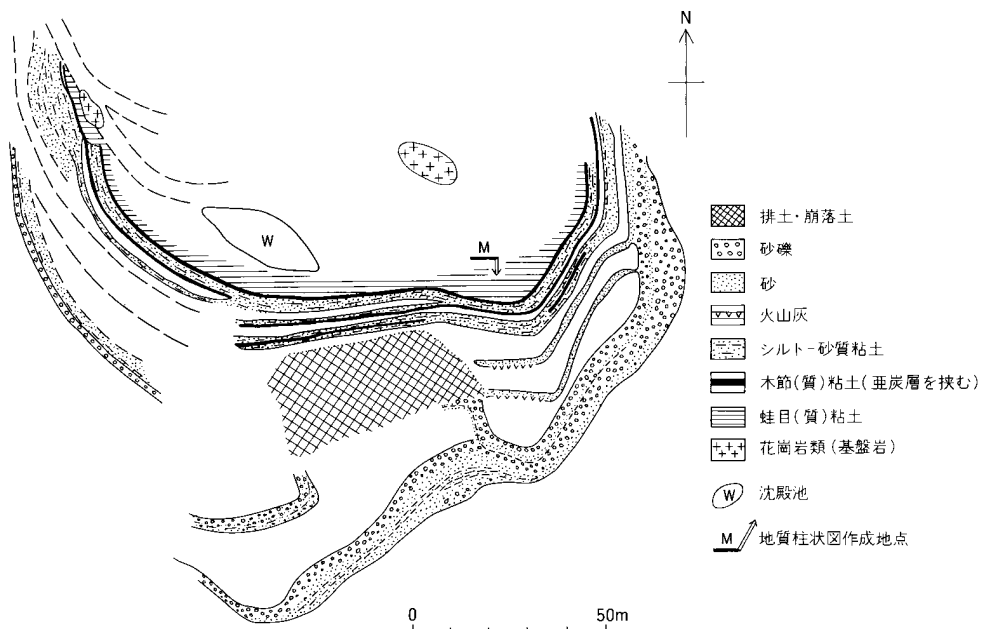 N
M
W
排土・崩落土
砂礫
砂
火山灰
シルト-砂質粘土
木節(質)粘土(亜炭層を挟む)
蛙目(質)粘土
花崗岩類(基盤岩)
W 沈殿池
M 地質柱状図作成地点
0 50m